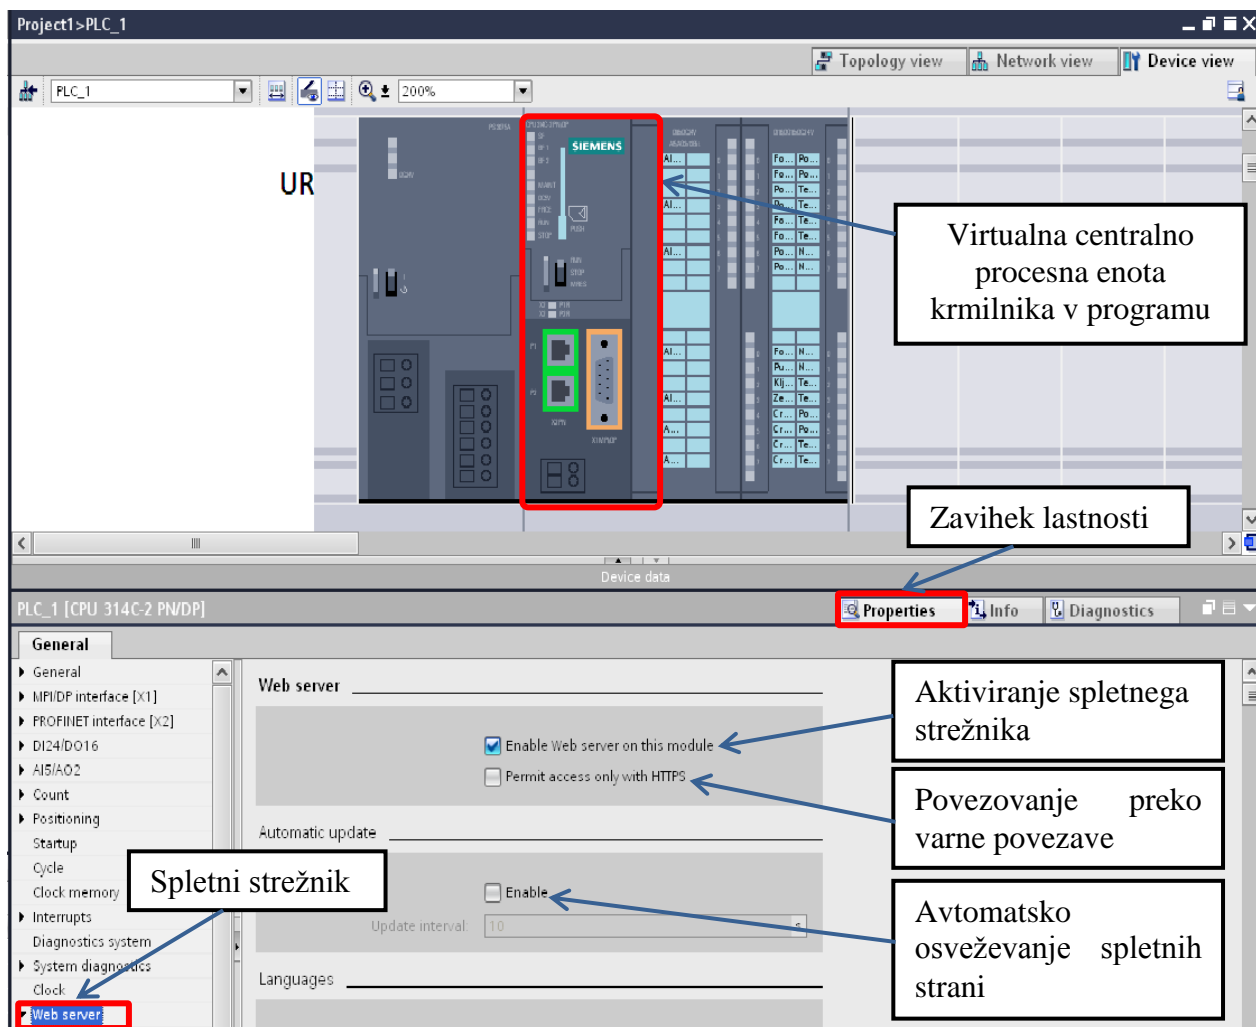 Project1>PLC_1
Topology view
Network view
Device view
PLC_1
200%
SIEMENS
UR
Virtualna centralno
procesna enota
krmilnika v programu
Zavihek lastnosti
Device data
PLC_1 [CPU 314C-2 PN/DP]
Properties
Info
Diagnostics
General
General
MPI/DP interface [X1]
PROFINET interface [X2]
DI24/DO16
AI5/AO2
Count
Positioning
Startup
Cycle
Clock memory
Interrupts
Diagnostics system
System diagnostics
Clock
Web server
Spletni strežnik
Web server
Enable Web server on this module
Permit access only with HTTPS
Automatic update
Enable
Update interval: 10
Languages
Aktiviranje spletnega
strežnika
Povezovanje preko
varne povezave
Avtomatsko
osveževanje spletnih
strani